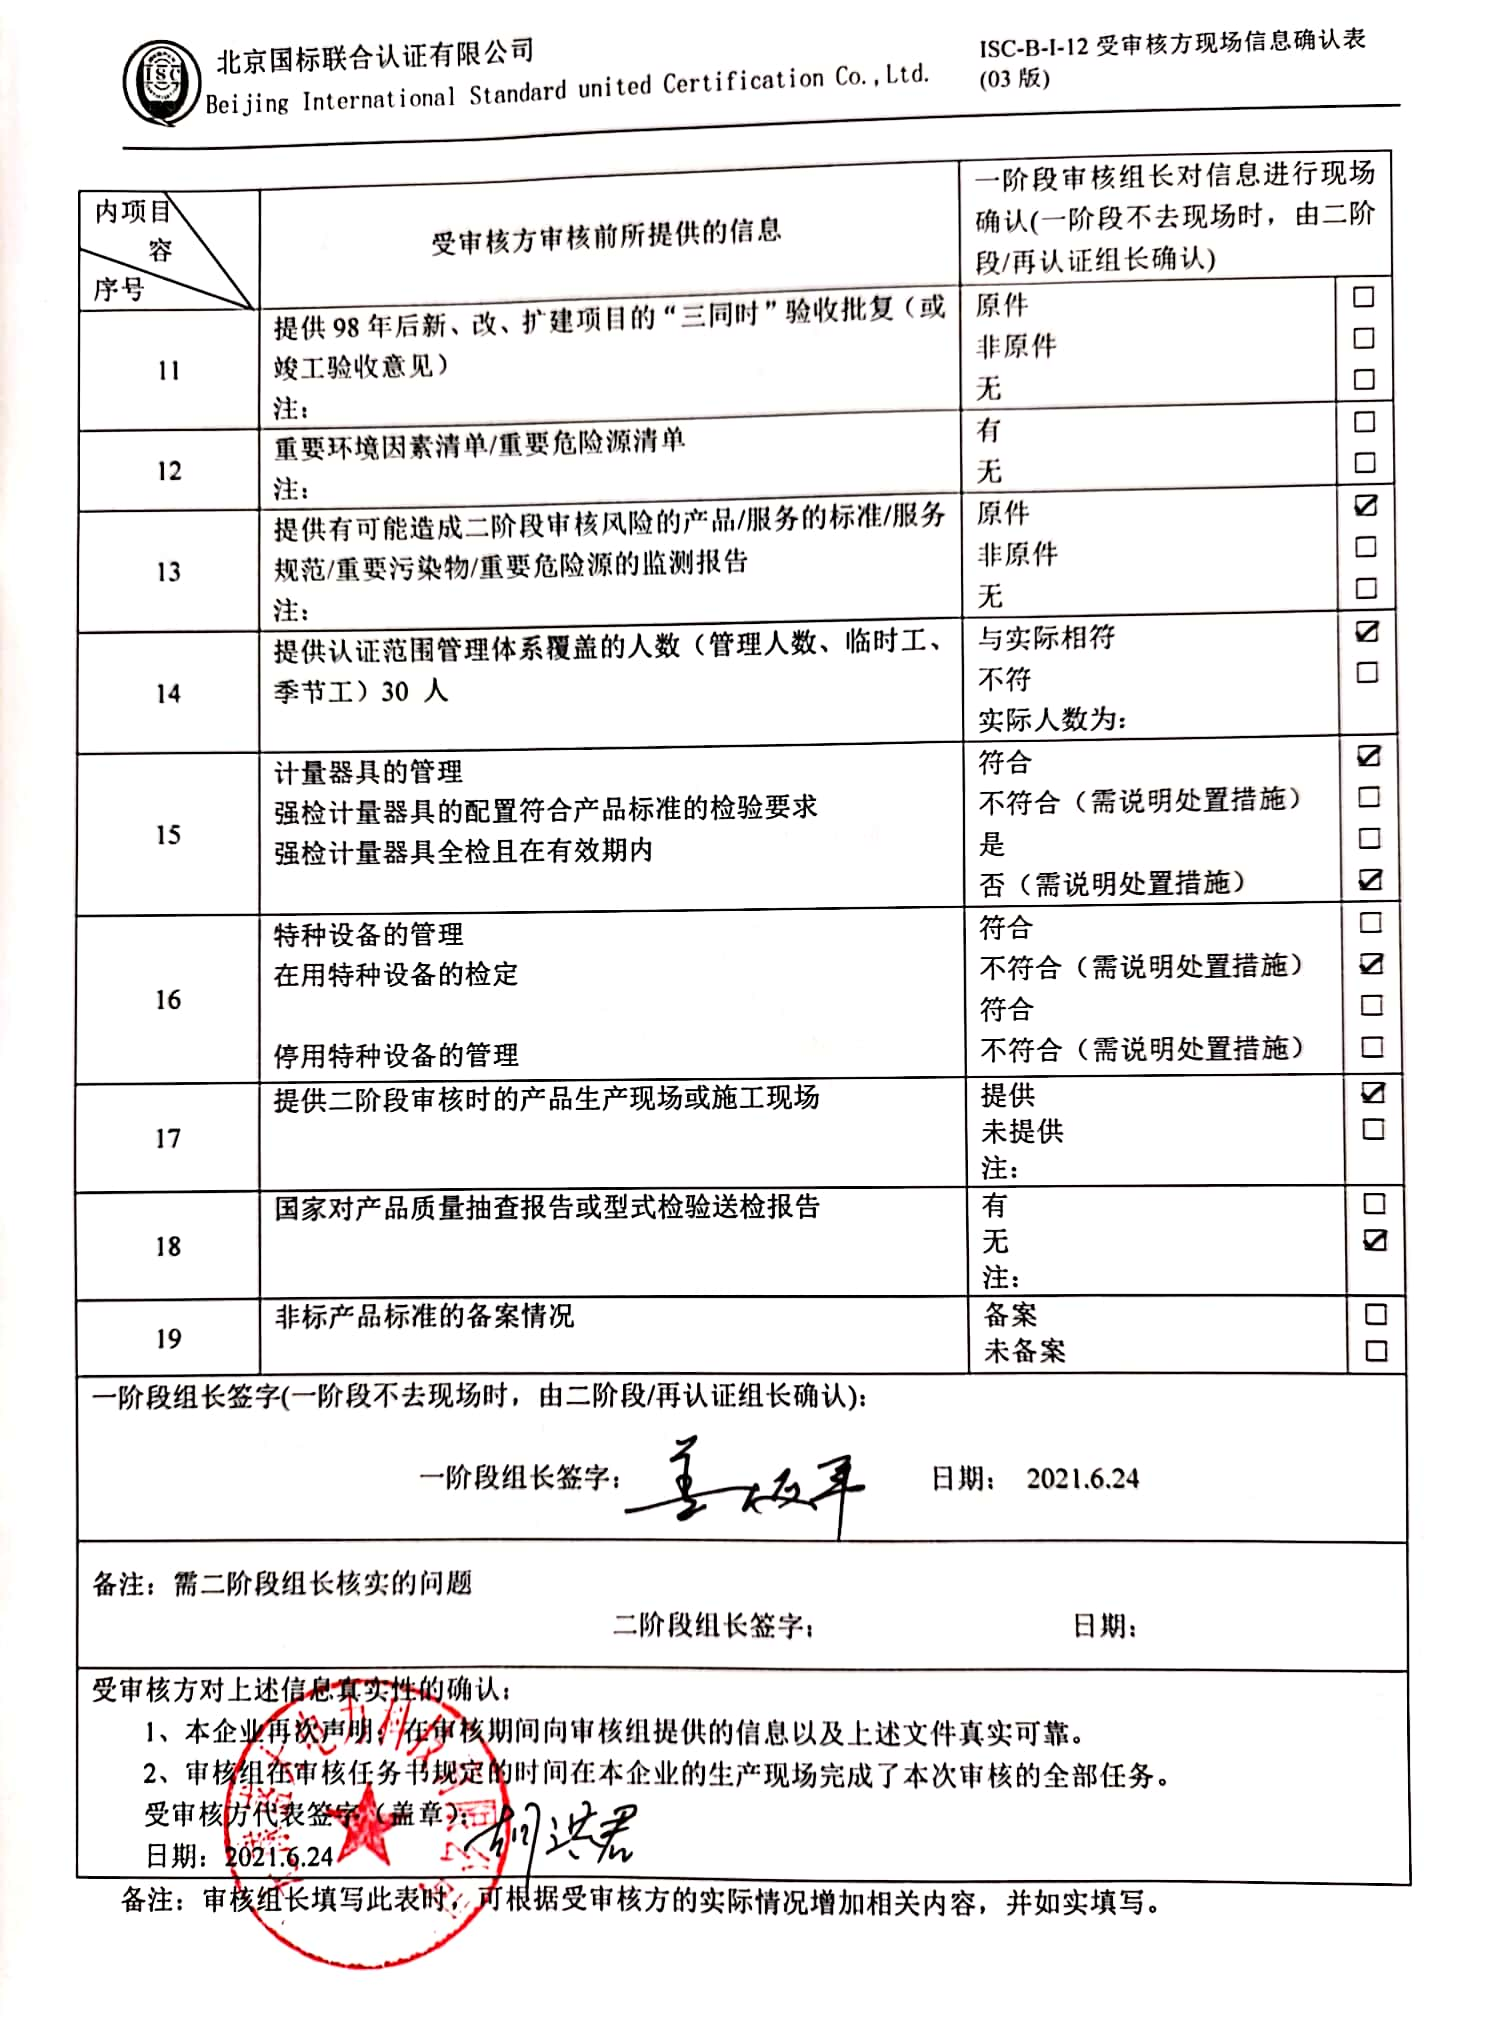 北京国标联合认证有限公司
Beijing International Standard united Certification Co.,Ltd.
ISC-B-I-12 受审核方现场信息确认表
(03 版)
ISC
内项目
容
序号
受审核方审核前所提供的信息
一阶段审核组长对信息进行现场
确认(一阶段不去现场时，由二阶
段/再认证组长确认)
11
提供 98 年后新、改、扩建项目的“三同时”验收批复（或
竣工验收意见）
注：
原件 □
非原件 □
无 □
12
重要环境因素清单/重要危险源清单
注：
有 □
无 □
13
提供有可能造成二阶段审核风险的产品/服务的标准/服务
规范/重要污染物/重要危险源的监测报告
注：
原件 ☑
非原件 □
无 □
14
提供认证范围管理体系覆盖的人数（管理人数、临时工、
季节工）30 人
与实际相符 ☑
不符 □
实际人数为：
15
计量器具的管理
强检计量器具的配置符合产品标准的检验要求
强检计量器具全检且在有效期内
符合 ☑
不符合（需说明处置措施） □
是 □
否（需说明处置措施） ☑
16
特种设备的管理
在用特种设备的检定
停用特种设备的管理
符合 □
不符合（需说明处置措施） ☑
符合 □
不符合（需说明处置措施） □
17
提供二阶段审核时的产品生产现场或施工现场
提供 ☑
未提供 □
注：
18
国家对产品质量抽查报告或型式检验送检报告
有 □
无 ☑
注：
19
非标产品标准的备案情况
备案 □
未备案 □
一阶段组长签字(一阶段不去现场时，由二阶段/再认证组长确认)：
一阶段组长签字： 日期： 2021.6.24
备注：需二阶段组长核实的问题
二阶段组长签字： 日期：
受审核方对上述信息真实性的确认：
1、本企业再次声明：在审核期间向审核组提供的信息以及上述文件真实可靠。
2、审核组在审核任务书规定的时间在本企业的生产现场完成了本次审核的全部任务。
受审核方代表签字（盖章）： 胡洪君
日期：2021.6.24
备注：审核组长填写此表时，可根据受审核方的实际情况增加相关内容，并如实填写。